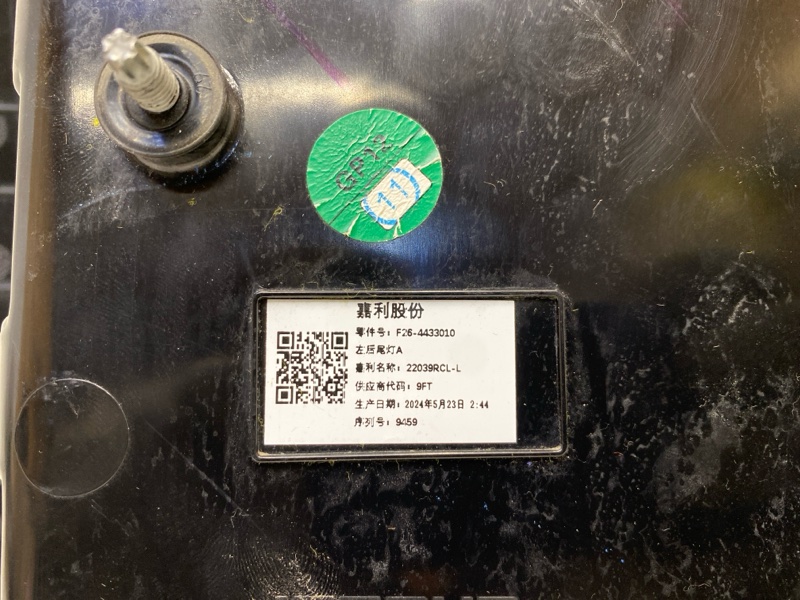 GP12
11
嘉利股份
零件号：F26-4433010
左后尾灯A
嘉利名称：22039RCL-L
供应商代码：9FT
生产日期：2024年5月23日 2:44
序列号：9459